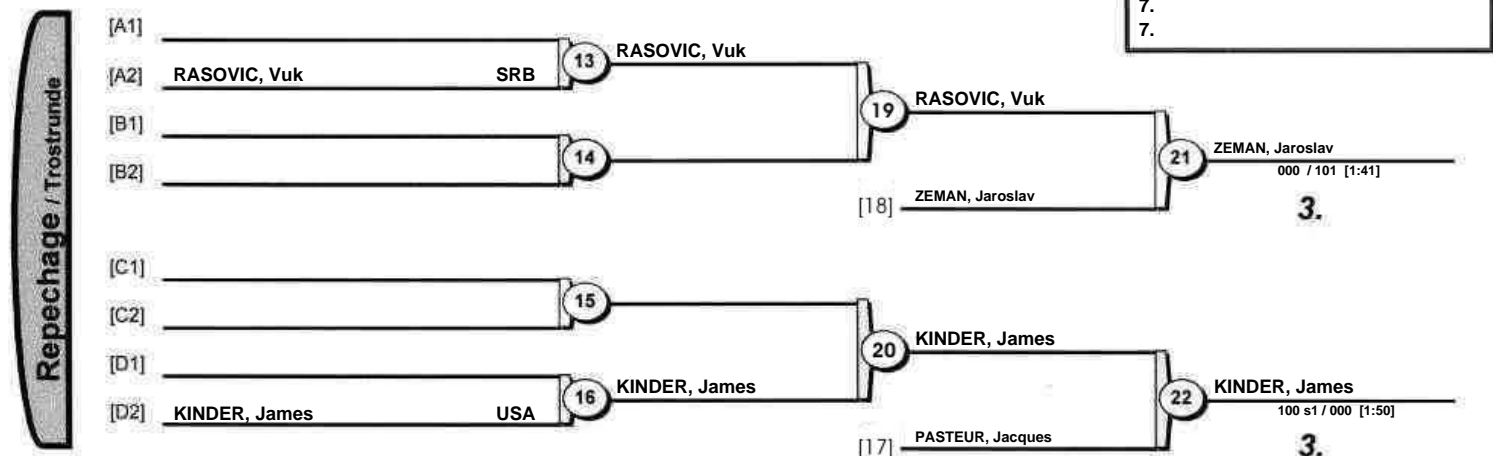 7.
7.
Repechage / Trostrunde
[A1]
13
RASOVIC, Vuk
[A2] RASOVIC, Vuk SRB
19
RASOVIC, Vuk
[B1]
14
[B2]
21
ZEMAN, Jaroslav
000 / 101 [1:41]
[18] ZEMAN, Jaroslav
3.
[C1]
15
[C2]
20
KINDER, James
[D1]
16
KINDER, James
[D2] KINDER, James USA
22
KINDER, James
100 s1 / 000 [1:50]
[17] PASTEUR, Jacques
3.